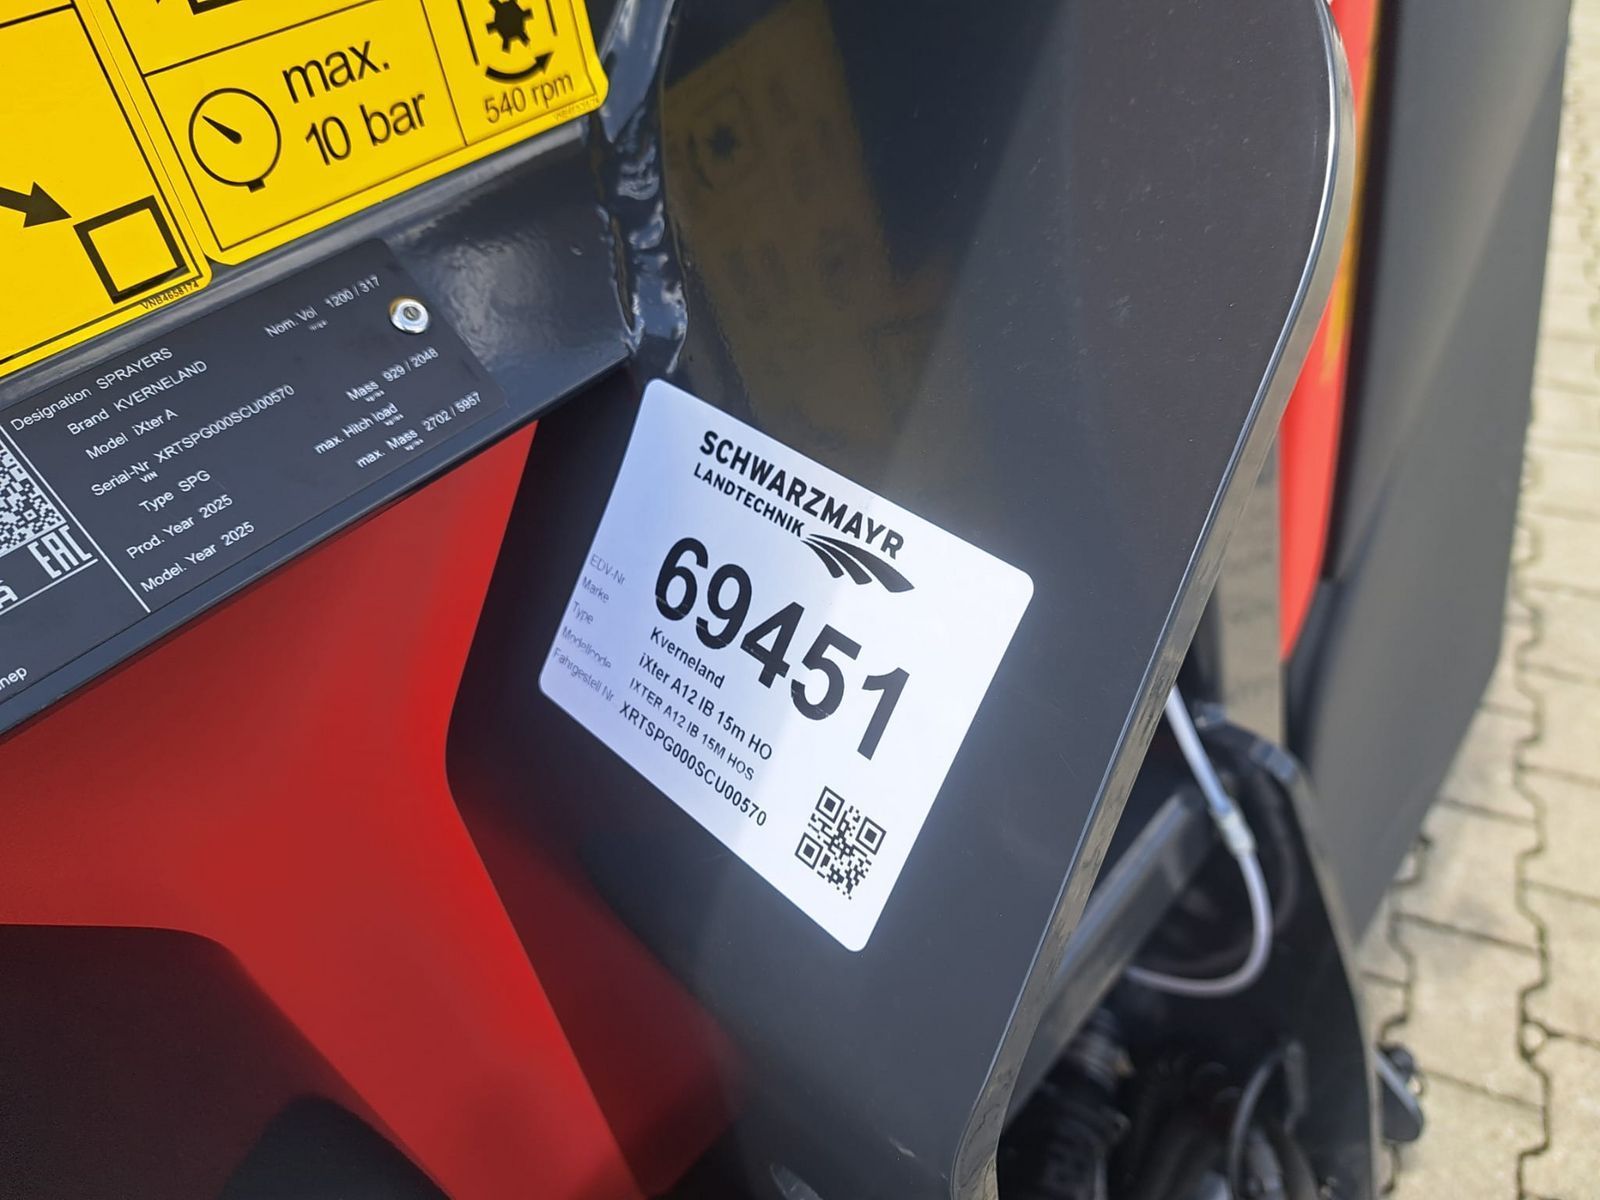 max.
10 bar
540 rpm
VNB4658174
Designation SPRAYERS
Brand KVERNELAND
Model iXter A
Serial-Nr XRTSPG000SCU00570
VIN
Type SPG
Prod. Year 2025
Model. Year 2025
Nom. Vol 1200 / 317
Mass 929 / 2048
max. Hitch load
max. Mass 2702 / 5957
EAC
SCHWARZMAYR
LANDTECHNIK
EDV-Nr 69451
Marke Kverneland
Type iXter A12 IB 15m HO
Modellcode IXTER A12 IB 15M HOS
Fahrgestell Nr. XRTSPG000SCU00570